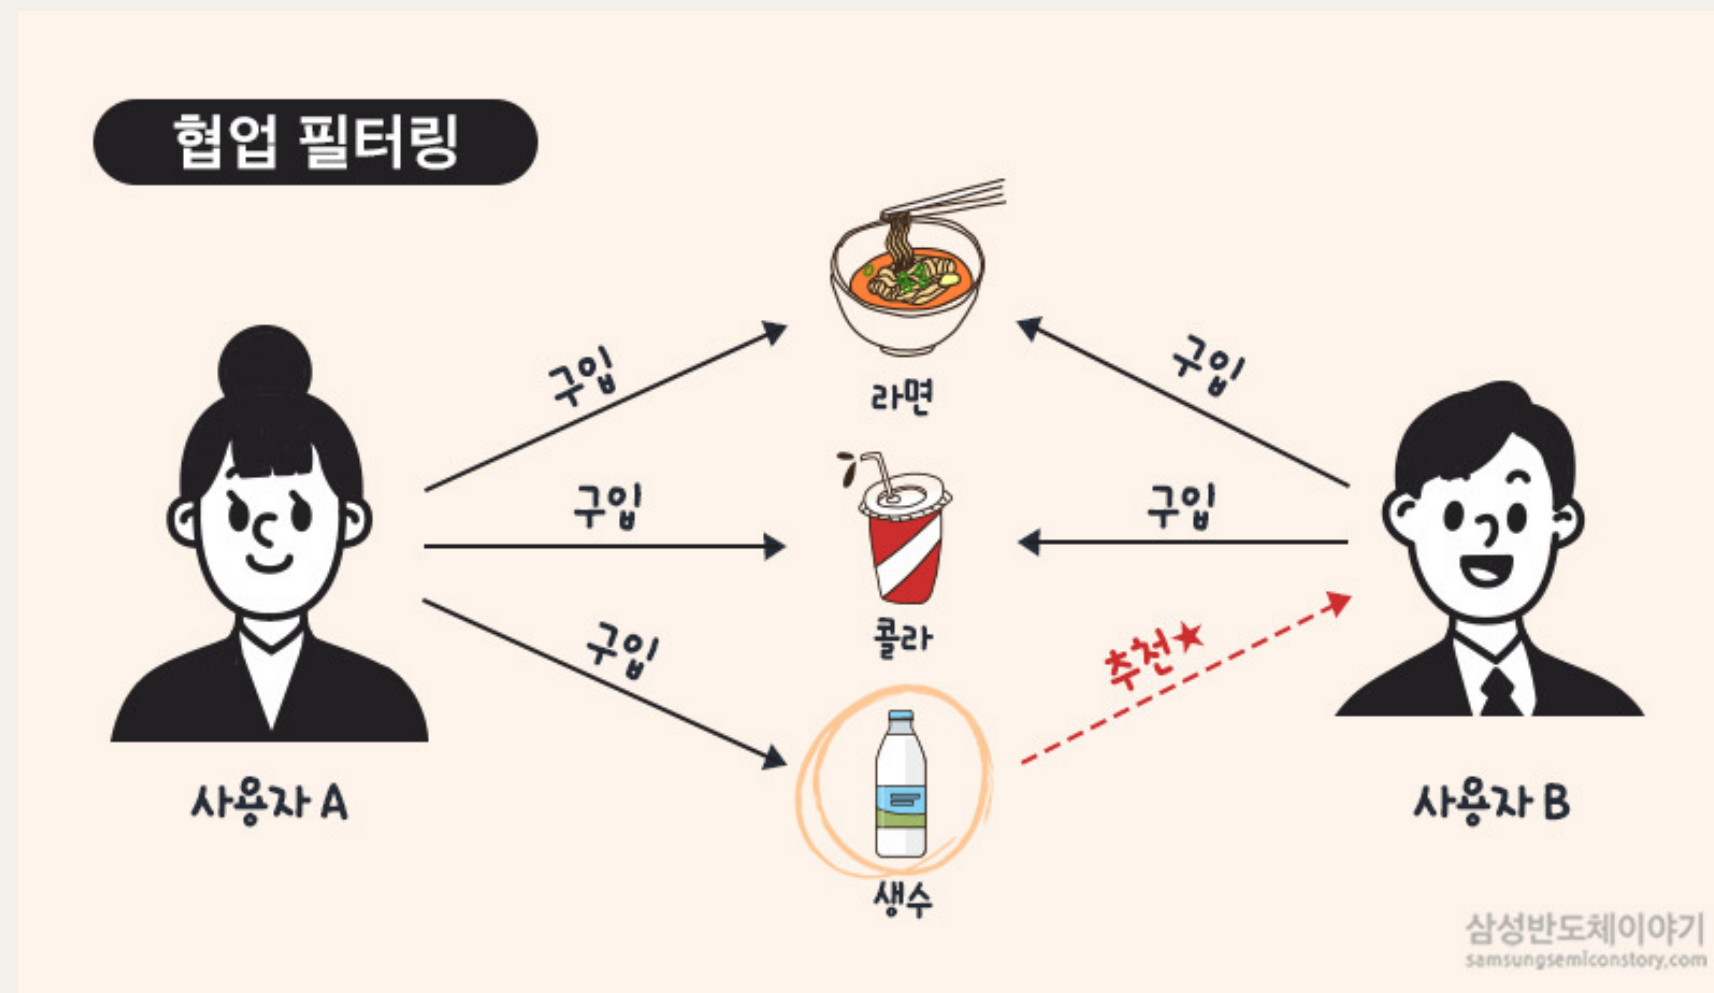 협업 필터링
구입
구입
라면
구입
구입
콜라
구입
추천★
생수
사용자 A
사용자 B
삼성반도체이야기
samsungsemiconstory.com